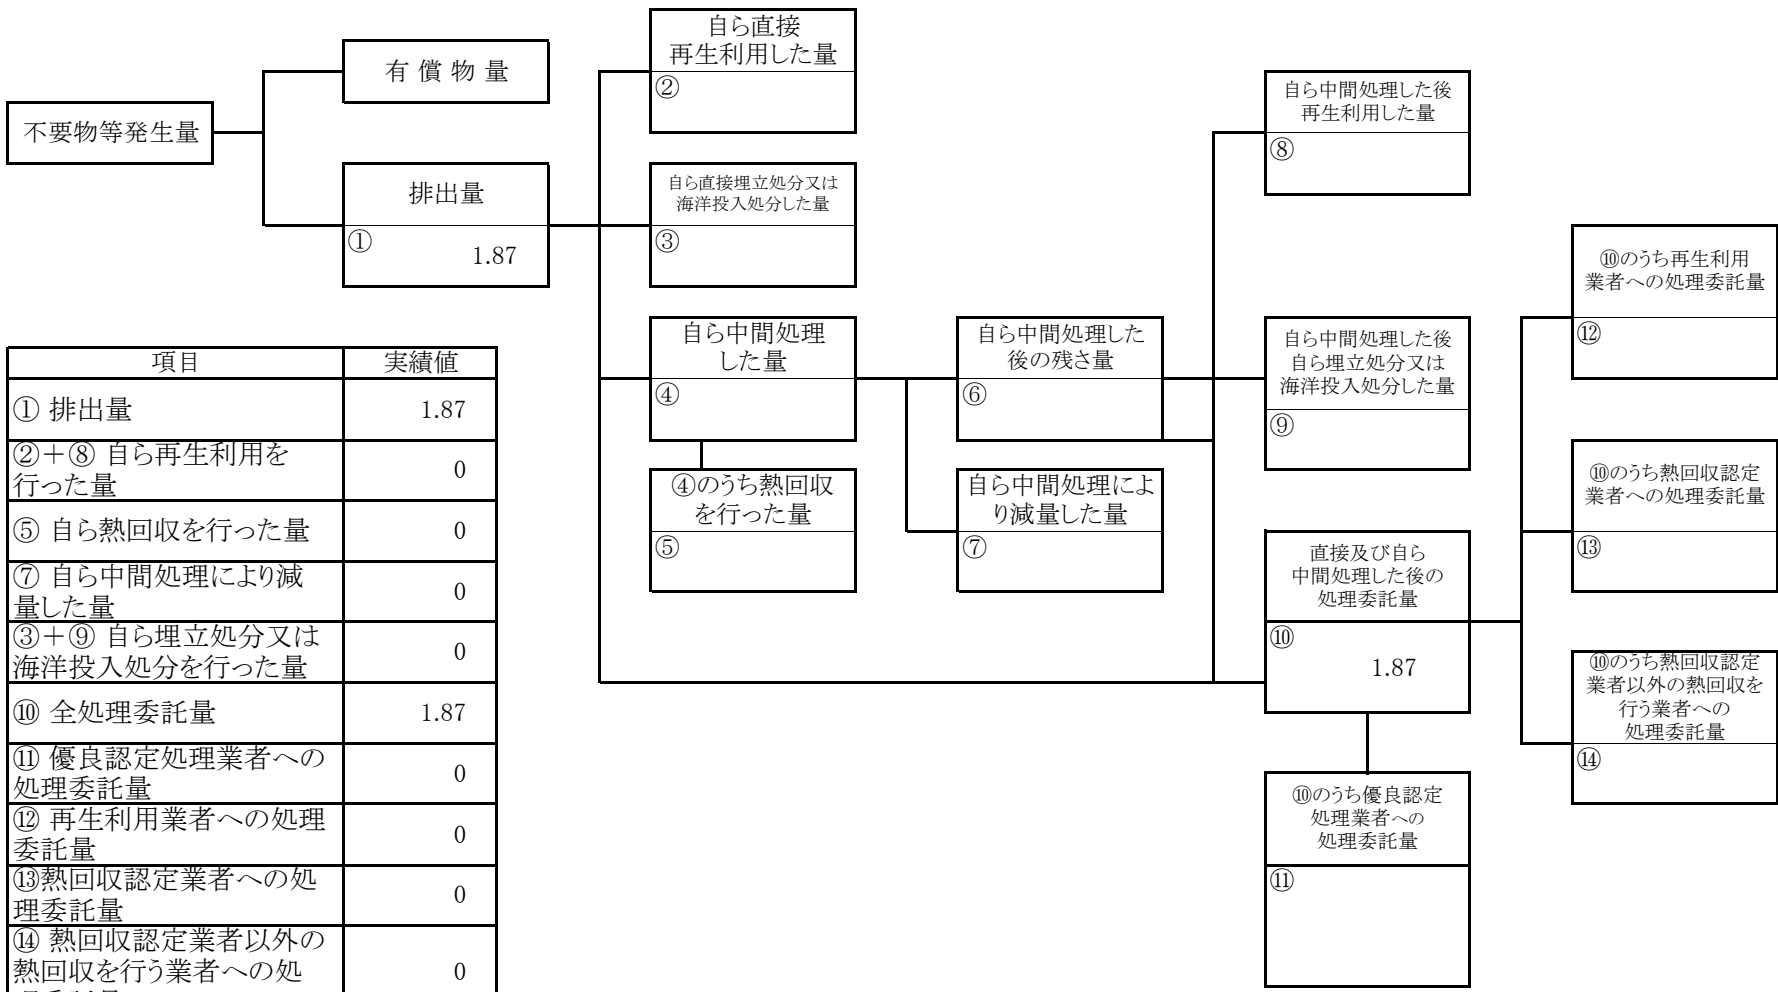 不要物等発生量
有 償 物 量
排出量
① 1.87
自ら直接
再生利用した量
②
自ら直接埋立処分又は
海洋投入処分した量
③
自ら中間処理
した量
④
④のうち熱回収
を行った量
⑤
自ら中間処理した
後の残さ量
⑥
自ら中間処理によ
り減量した量
⑦
自ら中間処理した後
再生利用した量
⑧
自ら中間処理した後
自ら埋立処分又は
海洋投入処分した量
⑨
直接及び自ら
中間処理した後の
処理委託量
⑩
1.87
⑩のうち優良認定
処理業者への
処理委託量
⑪
⑩のうち再生利用
業者への処理委託量
⑫
⑩のうち熱回収認定
業者への処理委託量
⑬
⑩のうち熱回収認定
業者以外の熱回収を
行う業者への
処理委託量
⑭
項目 実績値
① 排出量 1.87
②+⑧ 自ら再生利用を
行った量 0
⑤ 自ら熱回収を行った量 0
⑦ 自ら中間処理により減
量した量 0
③+⑨ 自ら埋立処分又は
海洋投入処分を行った量 0
⑩ 全処理委託量 1.87
⑪ 優良認定処理業者への
処理委託量 0
⑫ 再生利用業者への処理
委託量 0
⑬熱回収認定業者への処
理委託量 0
⑭ 熱回収認定業者以外の
熱回収を行う業者への処 0